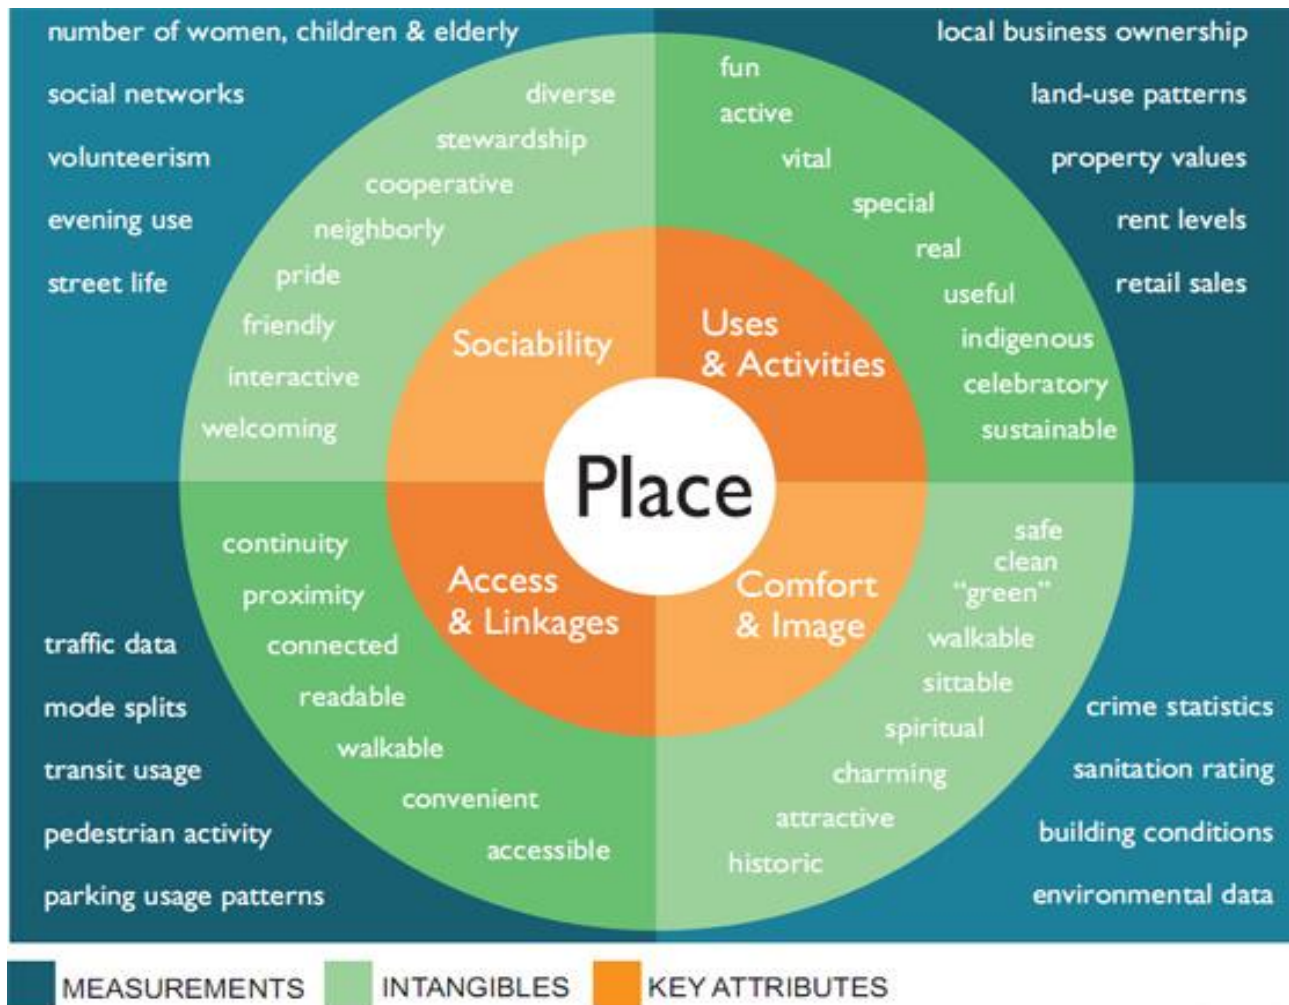 number of women, children & elderly
social networks
volunteerism
evening use
street life
diverse
stewardship
cooperative
neighborly
pride
friendly
interactive
welcoming
Sociability
local business ownership
land-use patterns
property values
rent levels
retail sales
fun
active
vital
special
real
useful
indigenous
celebratory
sustainable
Uses
& Activities
Place
continuity
proximity
connected
readable
walkable
convenient
accessible
Access
& Linkages
traffic data
mode splits
transit usage
pedestrian activity
parking usage patterns
Comfort
& Image
safe
clean
“green”
walkable
sittable
spiritual
charming
attractive
historic
crime statistics
sanitation rating
building conditions
environmental data
MEASUREMENTS
INTANGIBLES
KEY ATTRIBUTES